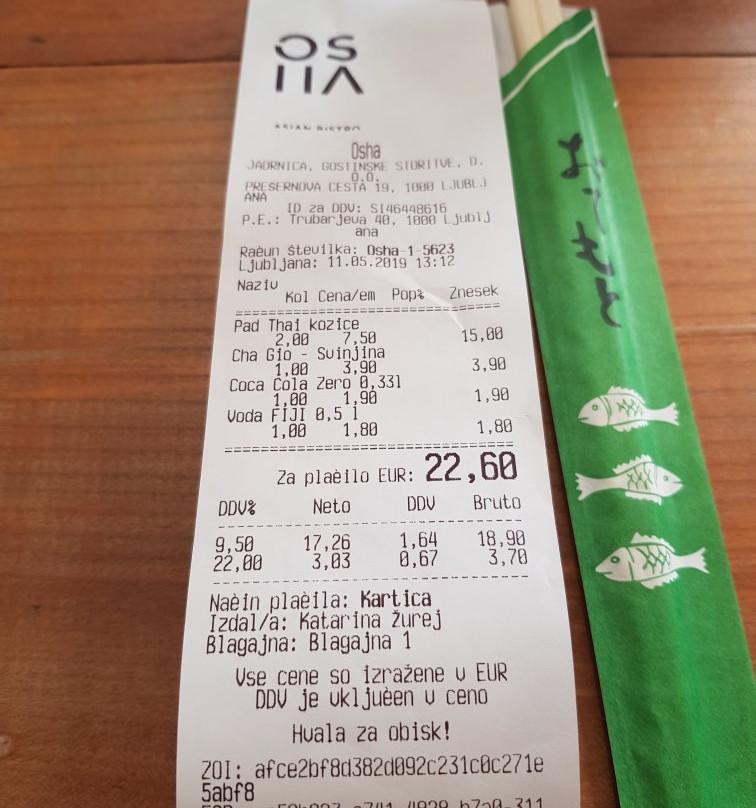 OSHA
ASIAN BISTRO
Osha
JADRNICA, GOSTINSKE STORITVE, D.
O.O.
PRESERNOVA CESTA 19, 1000 LJUBLJ
ANA
ID za DDV: SI46448616
P.E.: Trubarjeva 40, 1000 Ljublj
ana
Raèun številka: Osha-1-5623
Ljubljana: 11.05.2019 13:12
Naziv
Kol Cena/em Pop% Znesek
Pad Thai kozice
2,00 7,50 15,00
Cha Gio - Svinjina
1,00 3,90 3,90
Coca Cola Zero 0,33l
1,00 1,90 1,90
Voda FIJI 0,5 l
1,00 1,80 1,80
Za plaèilo EUR: 22,60
DDV% Neto DDV Bruto
9,50 17,26 1,64 18,90
22,00 3,03 0,67 3,70
Naèin plaèila: Kartica
Izdal/a: Katarina Žurej
Blagajna: Blagajna 1
Vse cene so izražene v EUR
DDV je vkljuèen v ceno
Hvala za obisk!
ZOI: afce2bf8d382d092c231c0c271e
5abf8